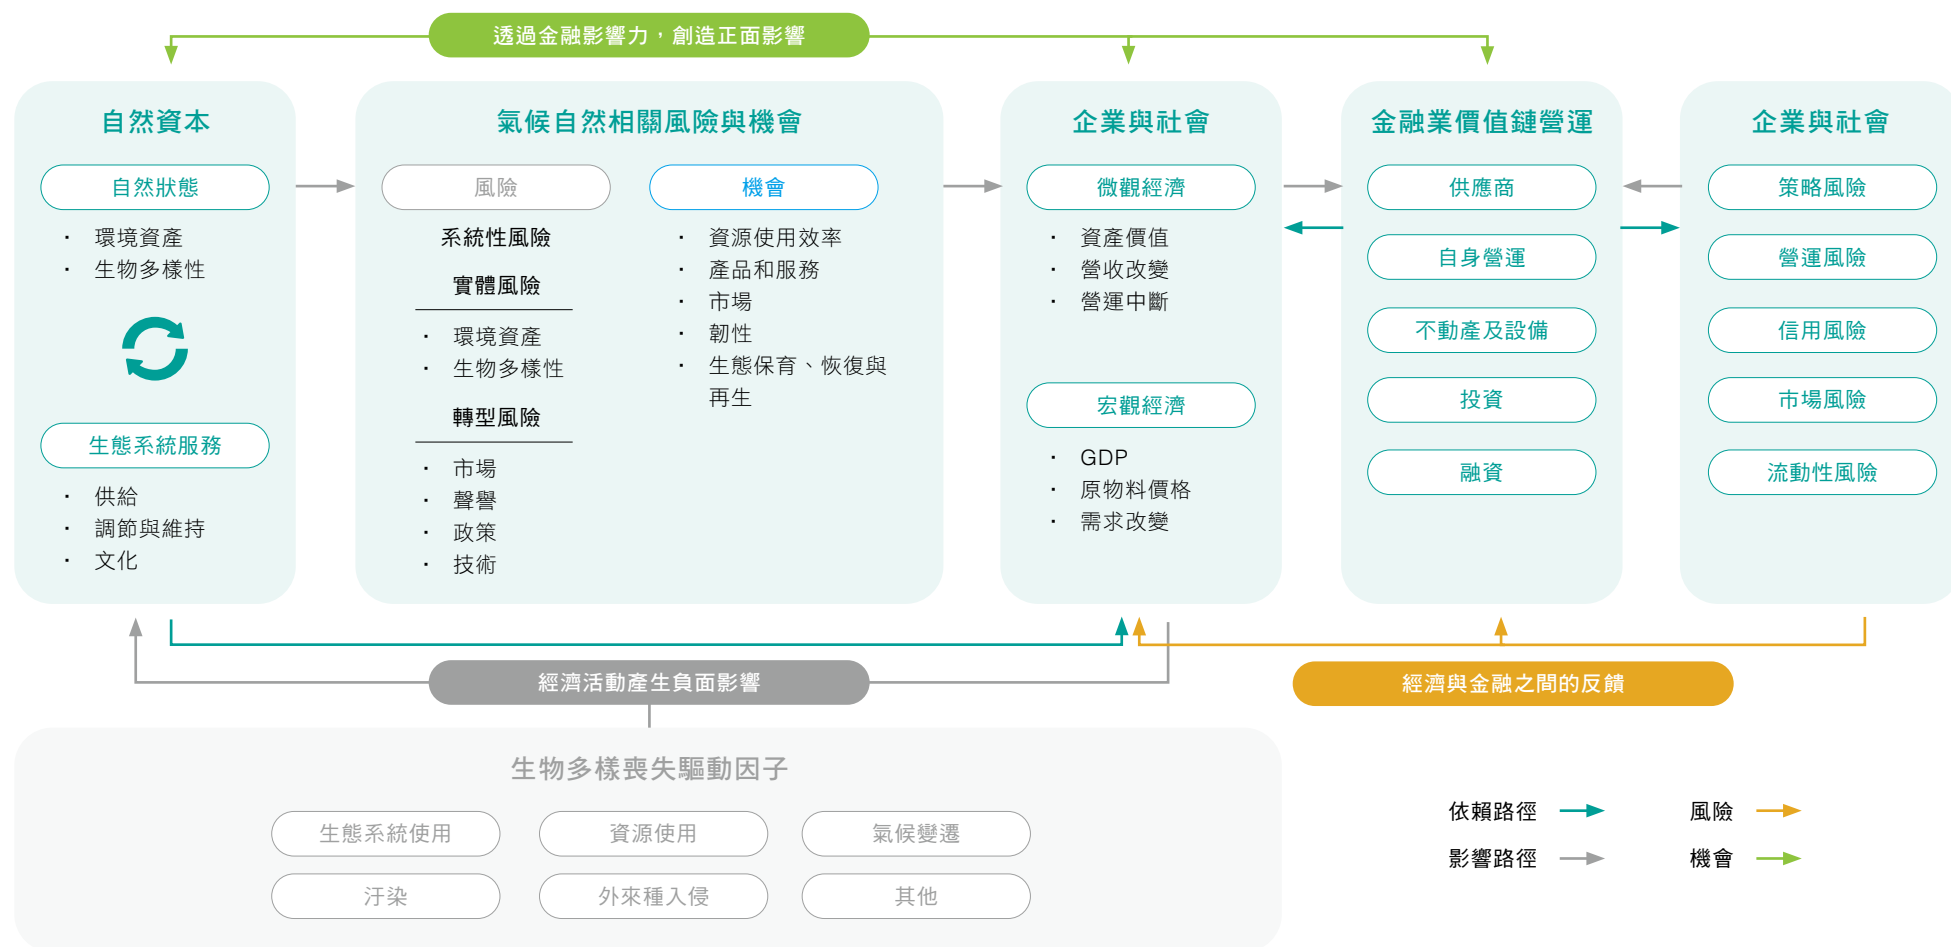 透過金融影響力，創造正面影響
自然資本
自然狀態
・ 環境資產
・ 生物多樣性
生態系統服務
・ 供給
・ 調節與維持
・ 文化
氣候自然相關風險與機會
風險
系統性風險
實體風險
・ 環境資產
・ 生物多樣性
轉型風險
・ 市場
・ 聲譽
・ 政策
・ 技術
機會
・ 資源使用效率
・ 產品和服務
・ 市場
・ 韌性
・ 生態保育、恢復與
再生
企業與社會
微觀經濟
・ 資產價值
・ 營收改變
・ 營運中斷
宏觀經濟
・ GDP
・ 原物料價格
・ 需求改變
金融業價值鏈營運
供應商
自身營運
不動產及設備
投資
融資
企業與社會
策略風險
營運風險
信用風險
市場風險
流動性風險
經濟活動產生負面影響
經濟與金融之間的反饋
生物多樣喪失驅動因子
生態系統使用
資源使用
氣候變遷
汙染
外來種入侵
其他
依賴路徑
風險
影響路徑
機會